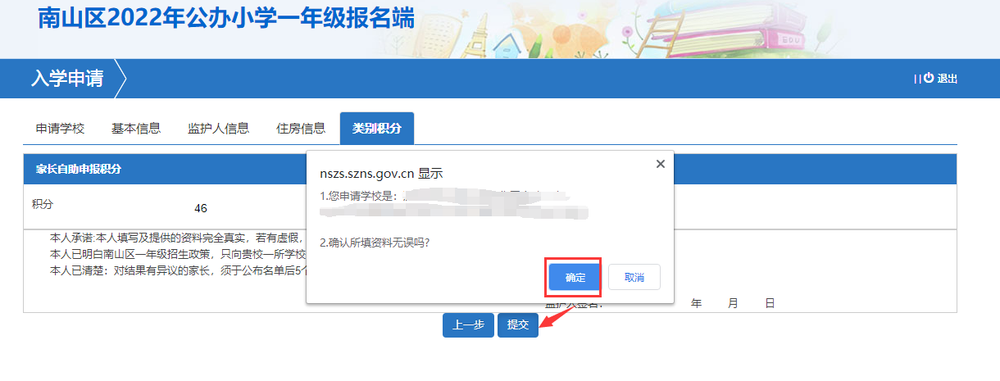 南山区2022年公办小学一年级报名端
入学申请
||退出
申请学校 基本信息 监护人信息 住房信息 类别积分
家长自助申报积分
积分 46
本人承诺:本人填写及提供的资料完全真实，若有虚假，
本人已明白南山区一年级招生政策，只向贵校一所学校
本人已清楚：对结果有异议的家长，须于公布名单后5个
监护人签名： 年 月 日
nszs.szns.gov.cn 显示
1.您申请学校是：
2.确认所填资料无误吗?
确定 取消
上一步 提交